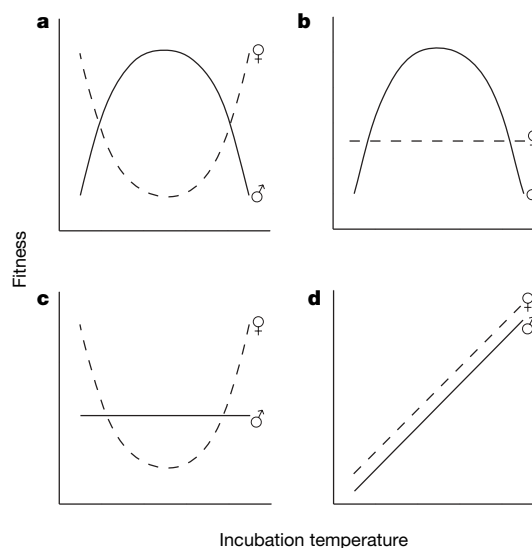 a
b
♀
♀
♂
♂
Fitness
c
d
♀
♂
♀
♂
Incubation temperature